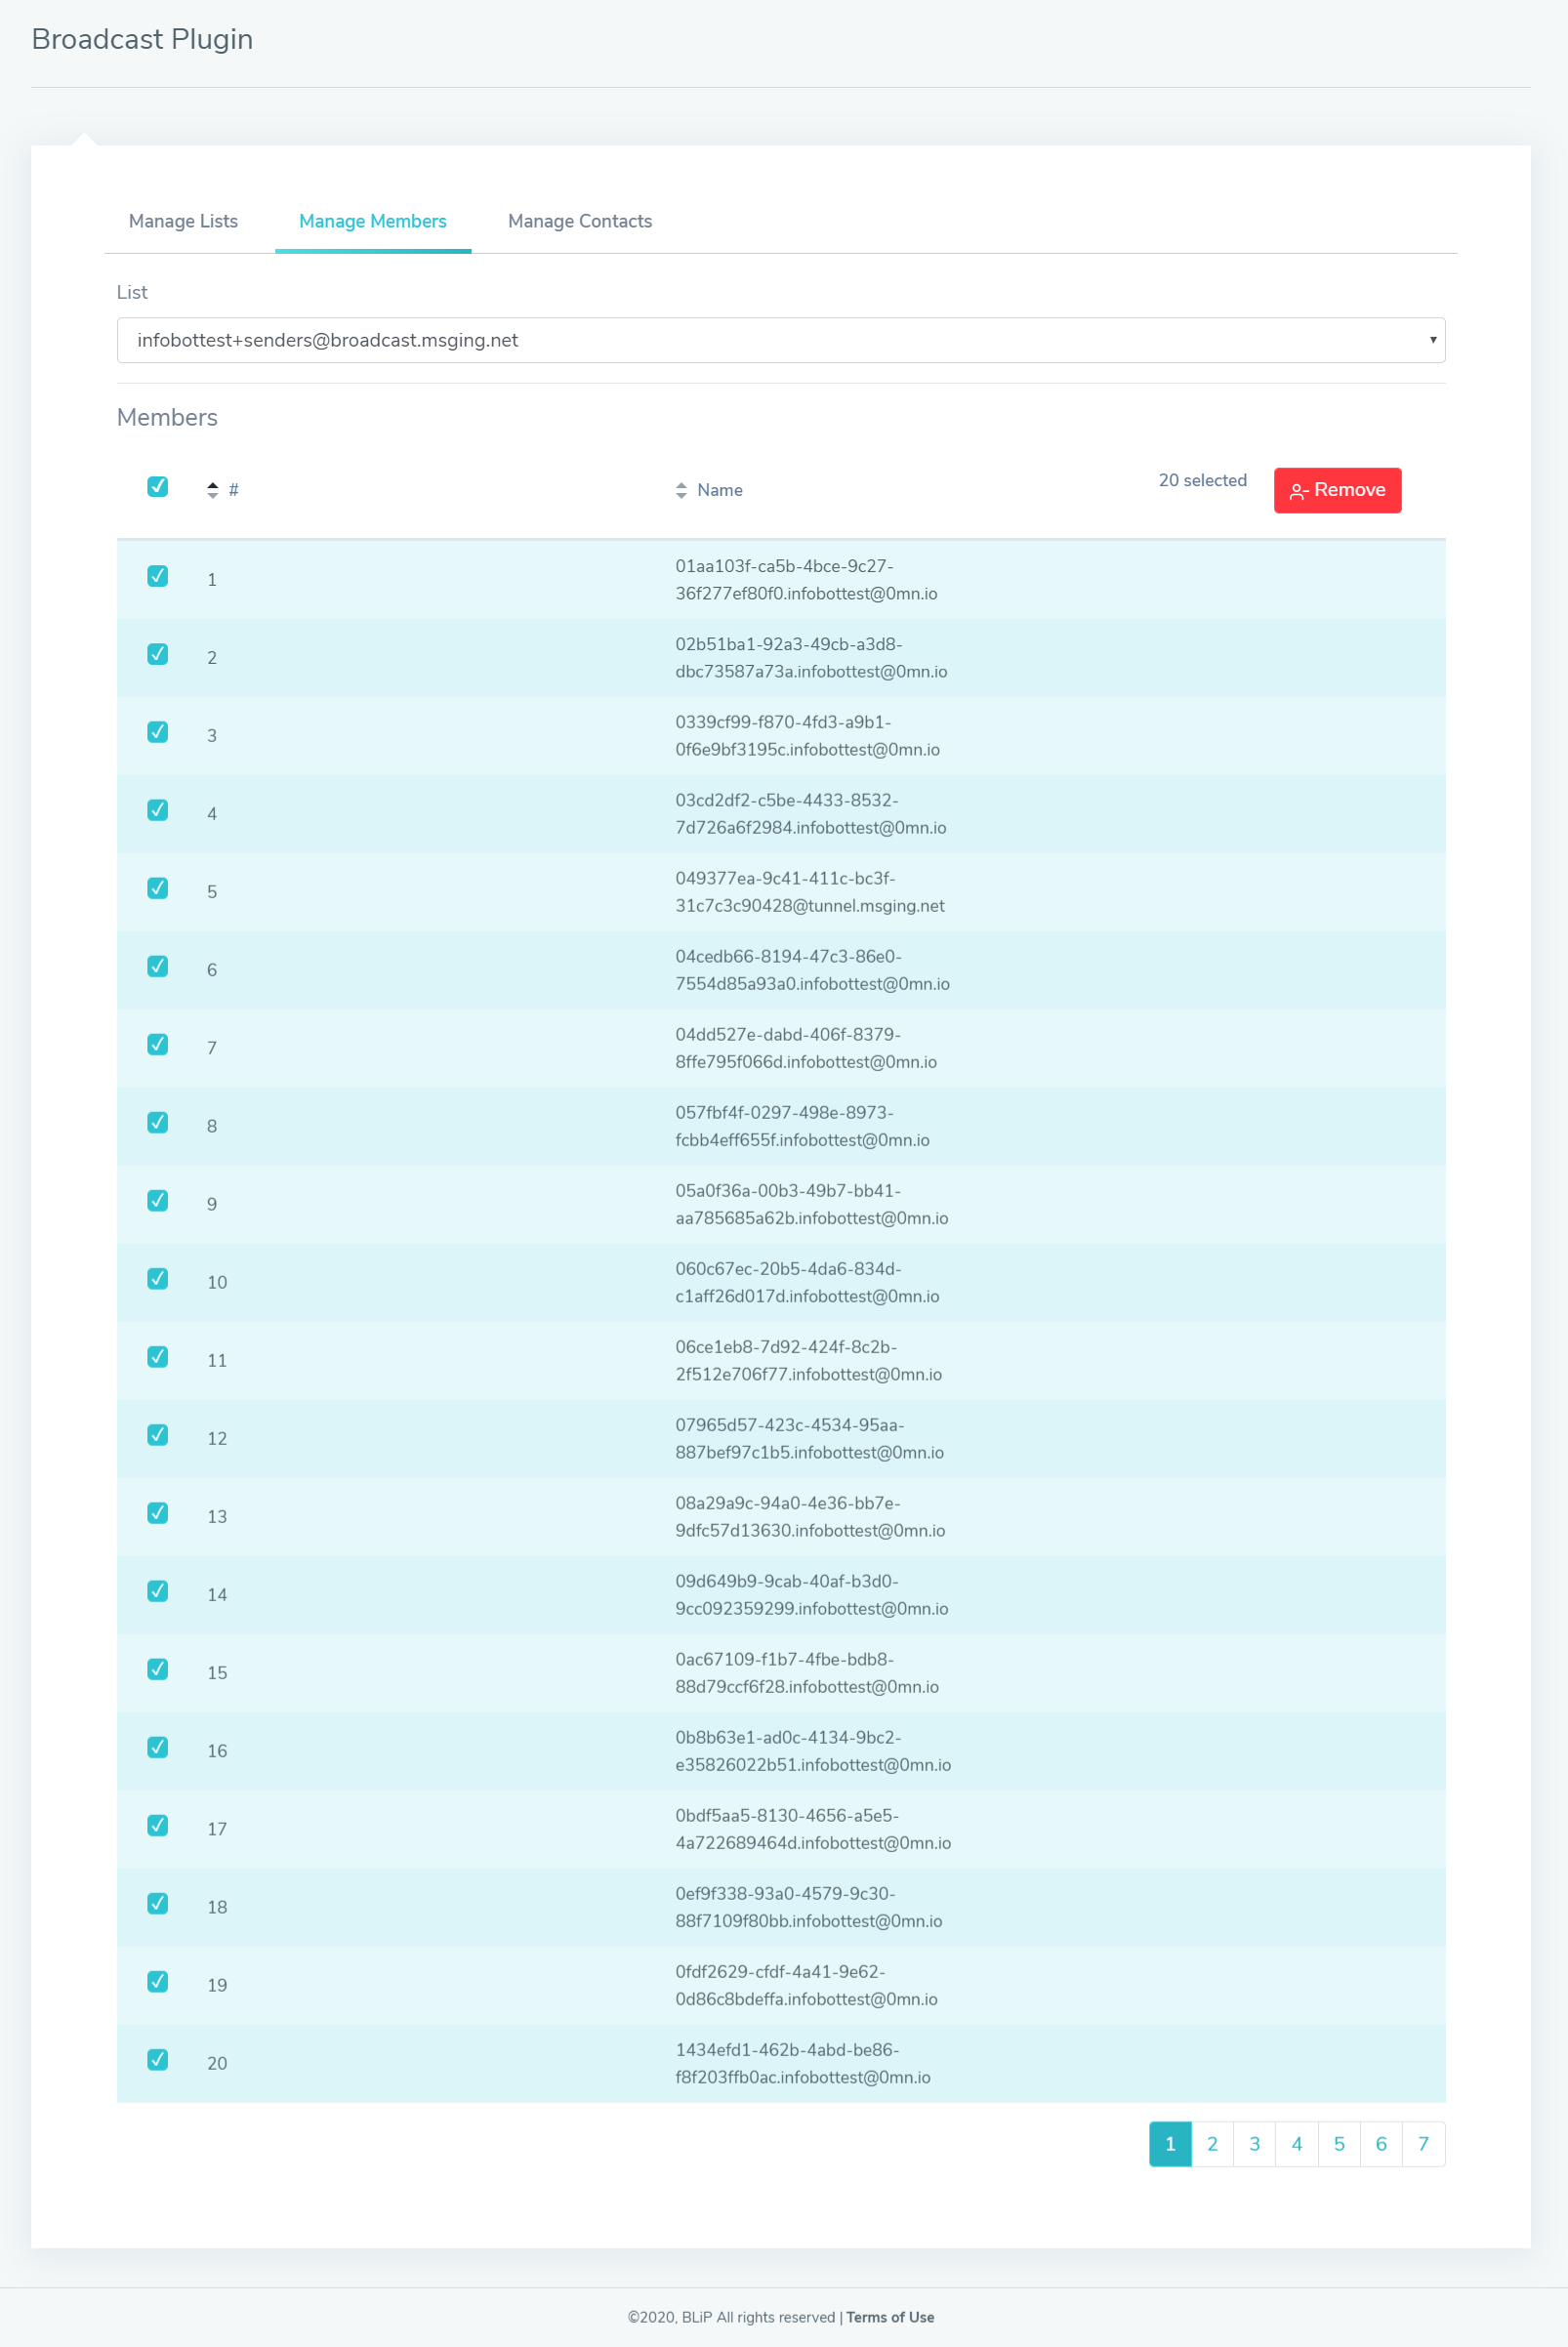 Broadcast Plugin
Manage Lists Manage Members Manage Contacts
List
infobottest+senders@broadcast.msging.net
Members
# Name 20 selected Remove
1 01aa103f-ca5b-4bce-9c27-
36f277ef80f0.infobottest@0mn.io
2 02b51ba1-92a3-49cb-a3d8-
dbc73587a73a.infobottest@0mn.io
3 0339cf99-f870-4fd3-a9b1-
0f6e9bf3195c.infobottest@0mn.io
4 03cd2df2-c5be-4433-8532-
7d726a6f2984.infobottest@0mn.io
5 049377ea-9c41-411c-bc3f-
31c7c3c90428@tunnel.msging.net
6 04cedb66-8194-47c3-86e0-
7554d85a93a0.infobottest@0mn.io
7 04dd527e-dabd-406f-8379-
8ffe795f066d.infobottest@0mn.io
8 057fbf4f-0297-498e-8973-
fcbb4eff655f.infobottest@0mn.io
9 05a0f36a-00b3-49b7-bb41-
aa785685a62b.infobottest@0mn.io
10 060c67ec-20b5-4da6-834d-
c1aff26d017d.infobottest@0mn.io
11 06ce1eb8-7d92-424f-8c2b-
2f512e706f77.infobottest@0mn.io
12 07965d57-423c-4534-95aa-
887bef97c1b5.infobottest@0mn.io
13 08a29a9c-94a0-4e36-bb7e-
9dfc57d13630.infobottest@0mn.io
14 09d649b9-9cab-40af-b3d0-
9cc092359299.infobottest@0mn.io
15 0ac67109-f1b7-4fbe-bdb8-
88d79ccf6f28.infobottest@0mn.io
16 0b8b63e1-ad0c-4134-9bc2-
e35826022b51.infobottest@0mn.io
17 0bdf5aa5-8130-4656-a5e5-
4a722689464d.infobottest@0mn.io
18 0ef9f338-93a0-4579-9c30-
88f7109f80bb.infobottest@0mn.io
19 0fdf2629-cfdf-4a41-9e62-
0d86c8bdeffa.infobottest@0mn.io
20 1434efd1-462b-4abd-be86-
f8f203ffb0ac.infobottest@0mn.io
1 2 3 4 5 6 7
©2020, BLiP All rights reserved | Terms of Use